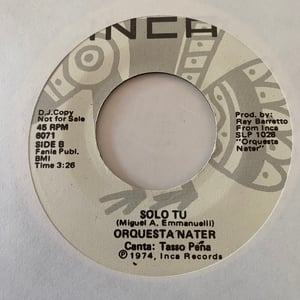 INCA
D.J. Copy
Not for Sale
45 RPM
6071
SIDE B
Fania Publ.
BMI
Time 3:26
Prod. by:
Ray Barretto
From Inca
SLP 1028
"Orquesta
Nater"
SOLO TU
(Miguel A. Emmanuelli)
ORQUESTA NATER
Canta: Tasso Peña
℗ 1974, Inca Records